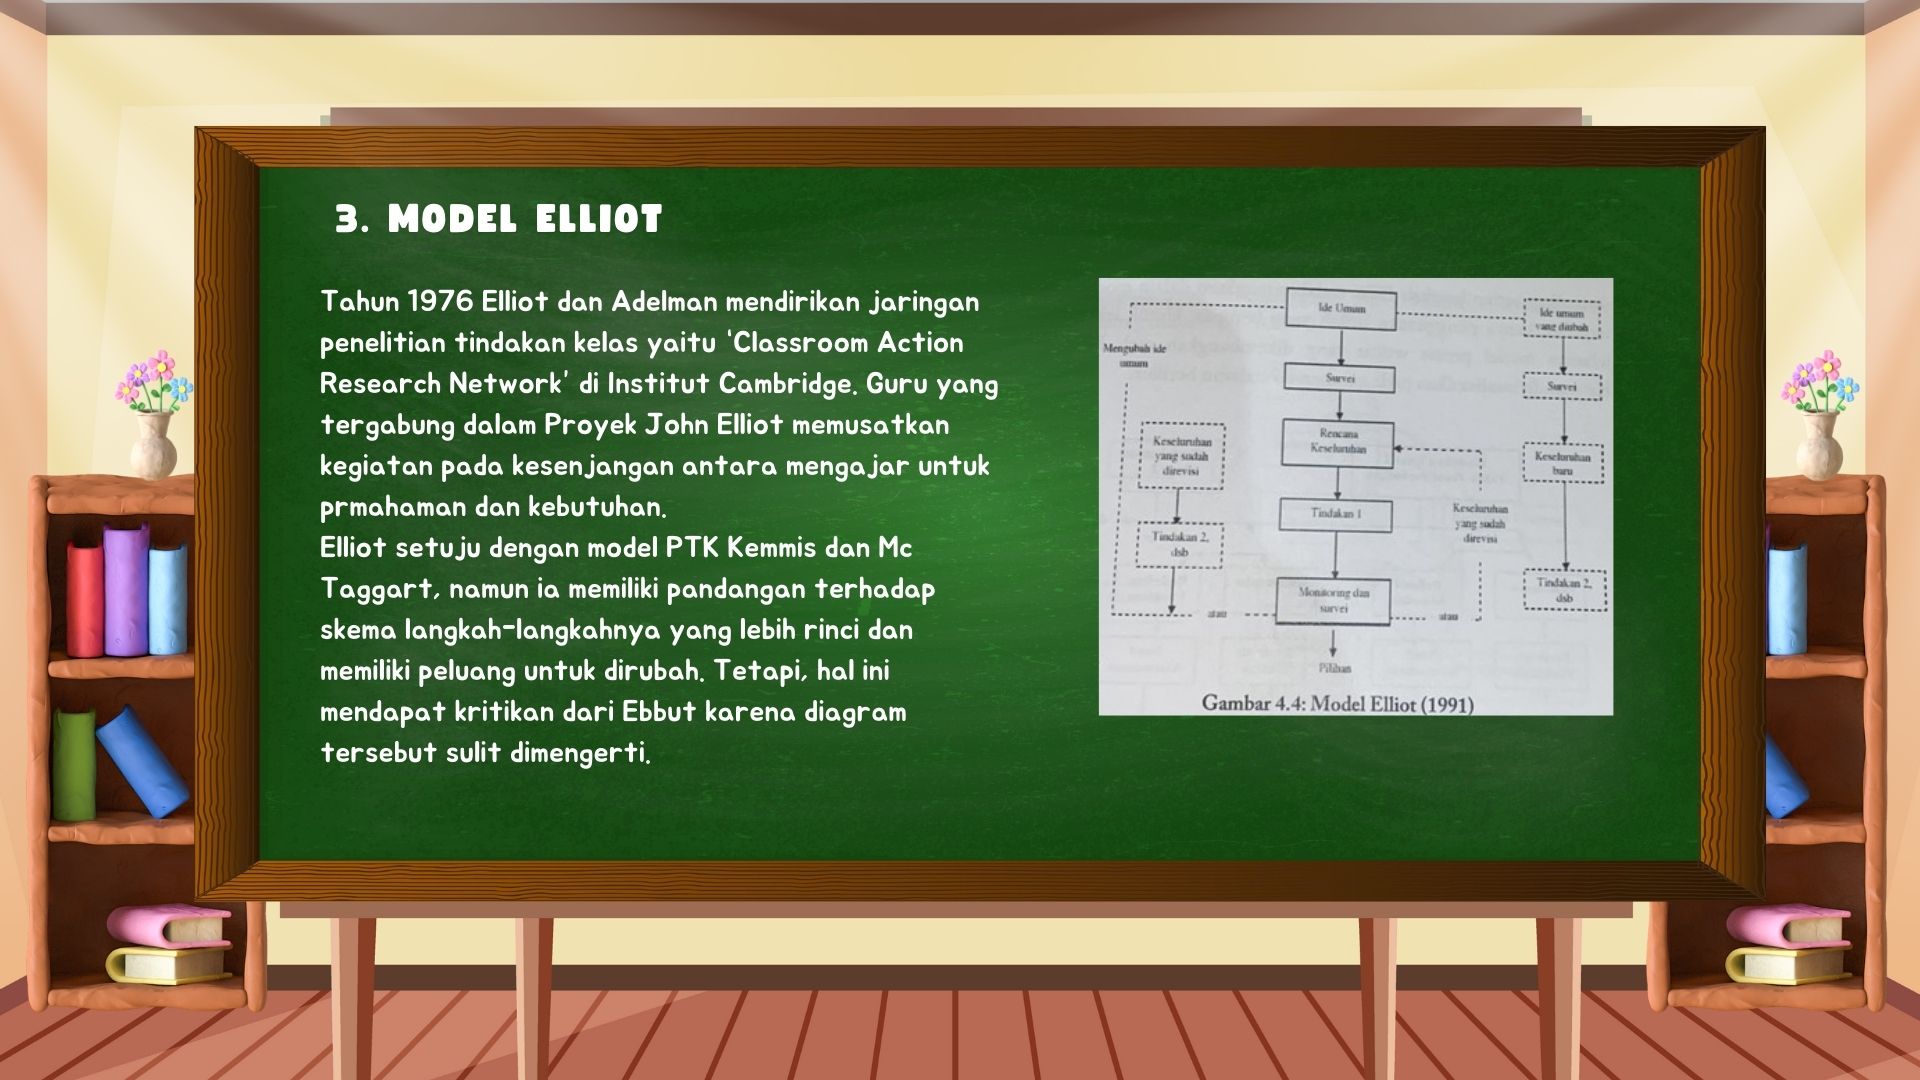 3. MODEL ELLIOT
Tahun 1976 Elliot dan Adelman mendirikan jaringan
penelitian tindakan kelas yaitu 'Classroom Action
Research Network' di Institut Cambridge. Guru yang
tergabung dalam Proyek John Elliot memusatkan
kegiatan pada kesenjangan antara mengajar untuk
prmahaman dan kebutuhan.
Elliot setuju dengan model PTK Kemmis dan Mc
Taggart, namun ia memiliki pandangan terhadap
skema langkah-langkahnya yang lebih rinci dan
memiliki peluang untuk dirubah. Tetapi, hal ini
mendapat kritikan dari Ebbut karena diagram
tersebut sulit dimengerti.
Ide Umum
Ide umum
yang diubah
Mengubah ide
umum
Survei
Survei
Keseluruhan
yang sudah
direvisi
Rencana
Keseluruhan
Keseluruhan
baru
Tindakan 1
Keseluruhan
yang sudah
direvisi
Tindakan 2,
dsb
Monitoring dan
survei
Tindakan 2,
dsb
atau
atau
Pilihan
Gambar 4.4: Model Elliot (1991)